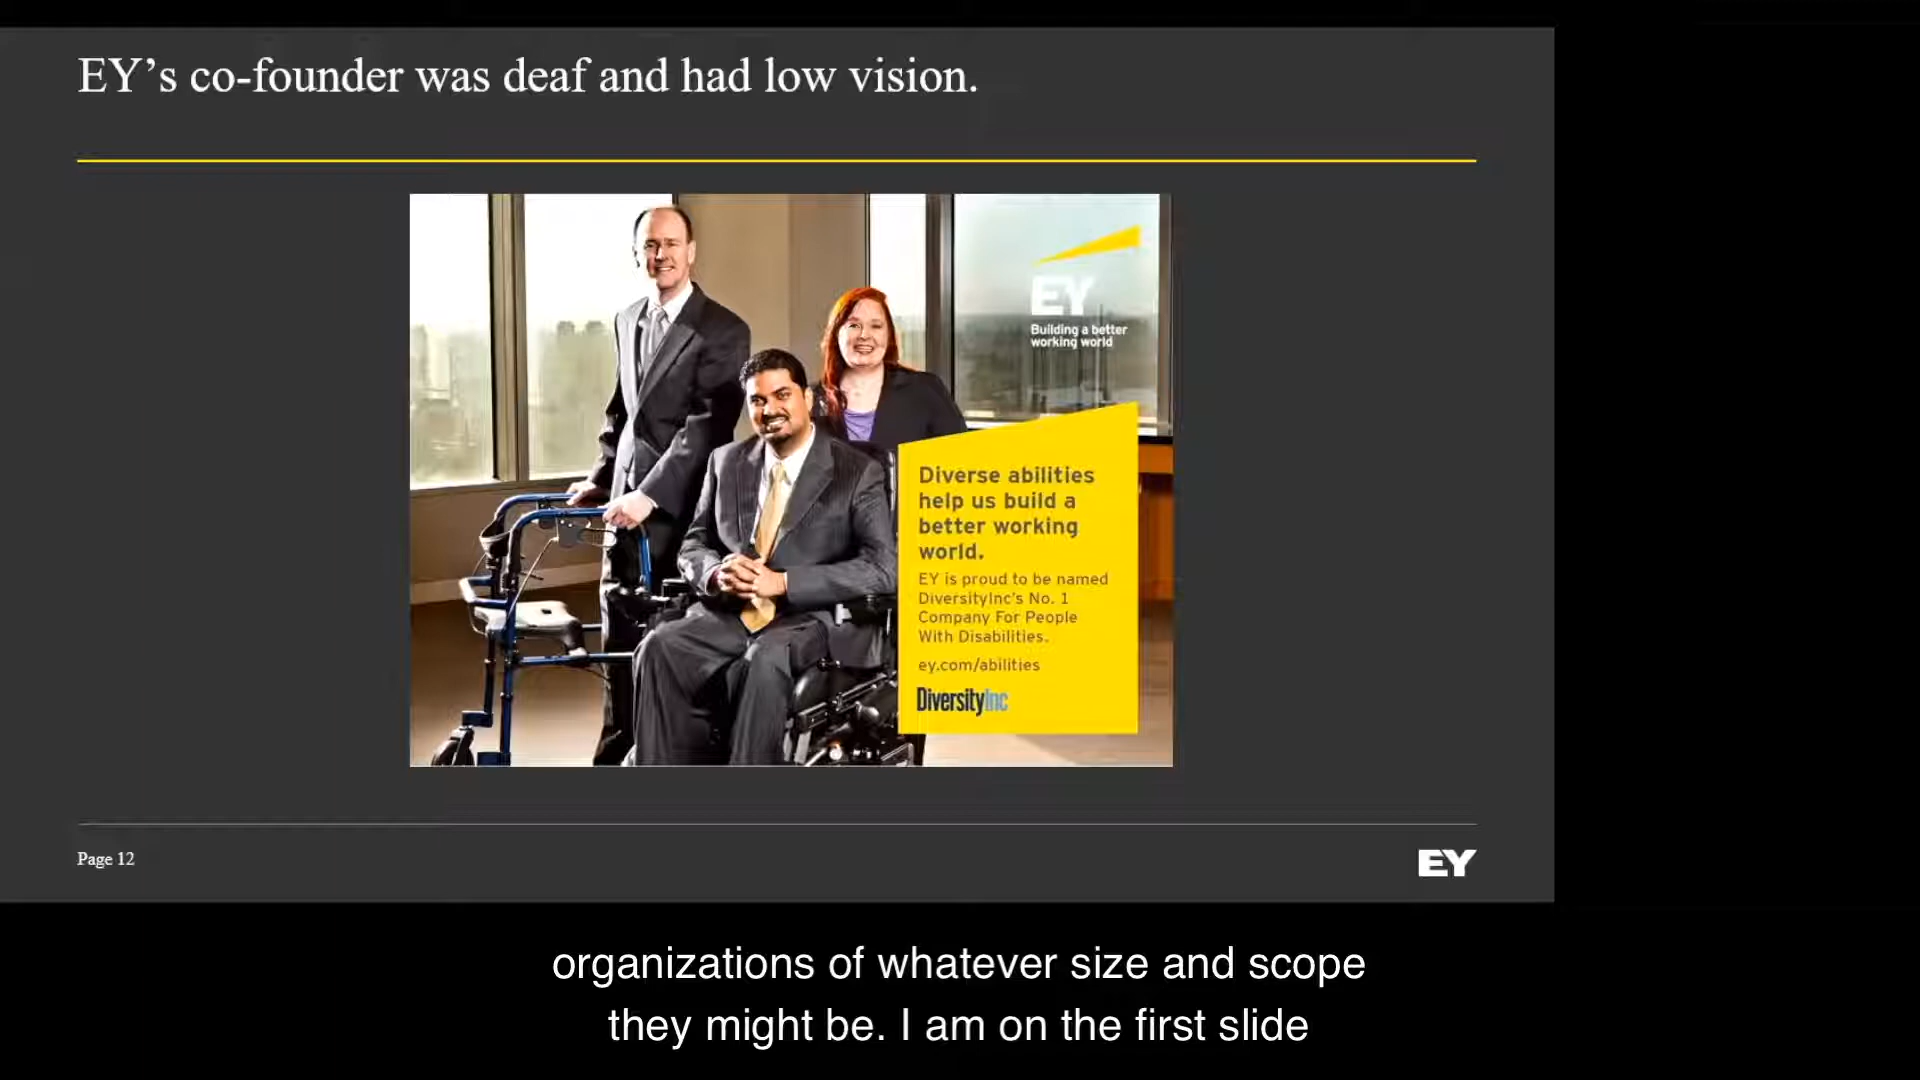 EY’s co-founder was deaf and had low vision.
EY
Building a better
working world
Diverse abilities
help us build a
better working
world.
EY is proud to be named
DiversityInc's No. 1
Company For People
With Disabilities.
ey.com/abilities
DiversityInc
Page 12
EY
organizations of whatever size and scope
they might be. I am on the first slide